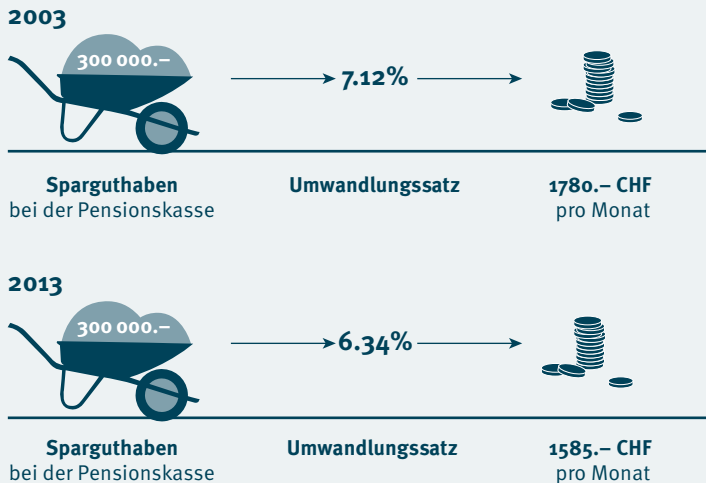 2003
300 000.–
7.12%
Sparguthaben
bei der Pensionskasse
Umwandlungssatz
1780.– CHF
pro Monat
2013
300 000.–
6.34%
Sparguthaben
bei der Pensionskasse
Umwandlungssatz
1585.– CHF
pro Monat